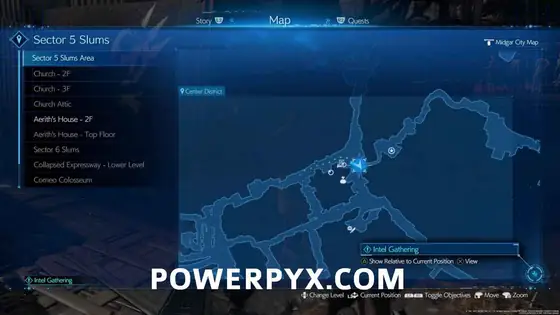 Story Map Quests
Sector 5 Slums
Midgar City Map
Sector 5 Slums Area
Church - 2F
Church - 3F
Church Attic
Aerith's House - 2F
Aerith's House - Top Floor
Sector 6 Slums
Collapsed Expressway - Lower Level
Corneo Colosseum
Center District
Intel Gathering
Show Relative to Current Position View
Intel Gathering
POWERPYX.COM
Change Level Current Position Toggle Objectives Move Zoom